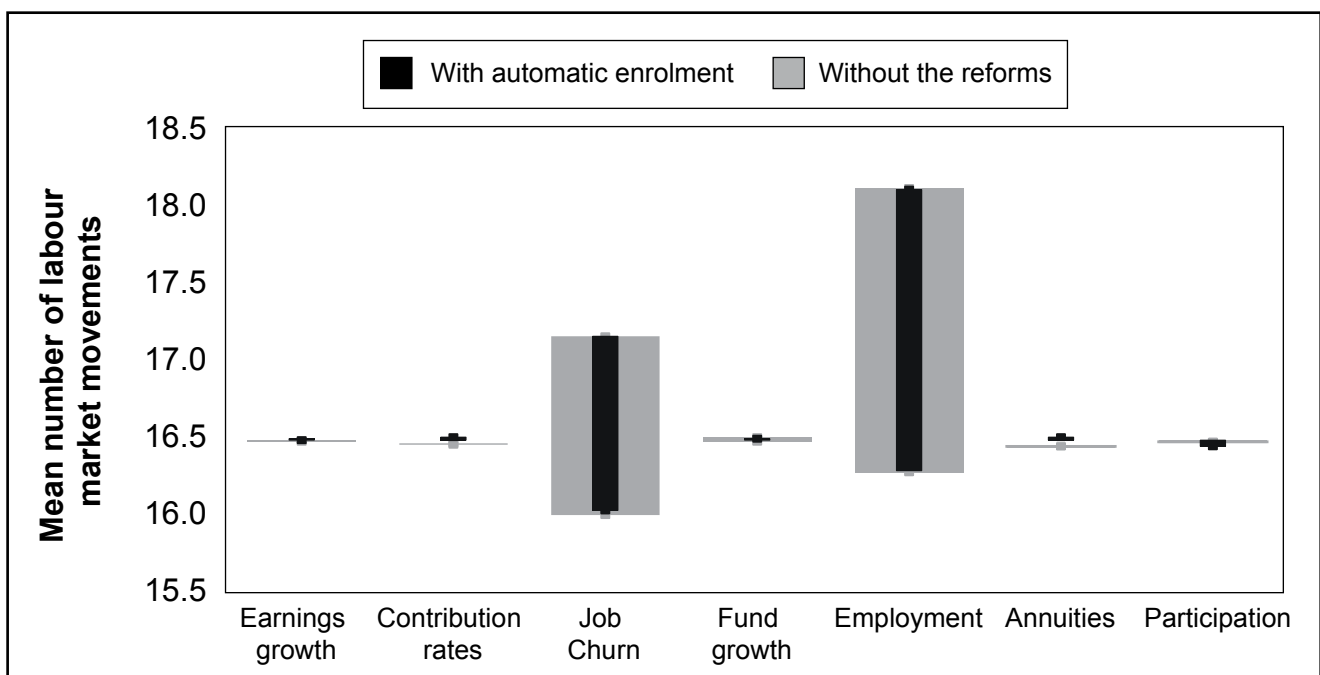 With automatic enrolment
Without the reforms
Mean number of labour
market movements
18.5
18.0
17.5
17.0
16.5
16.0
15.5
Earnings
growth
Contribution
rates
Job
Churn
Fund
growth
Employment
Annuities
Participation